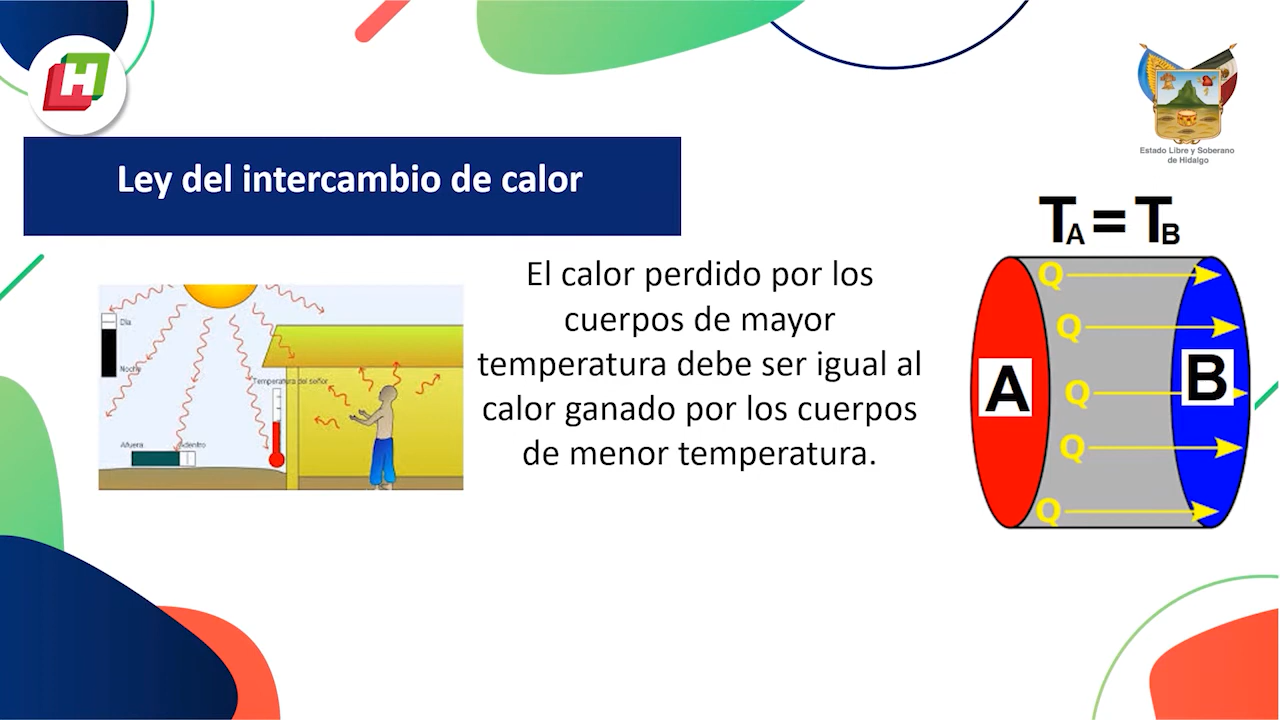 H
Estado Libre y Soberano
de Hidalgo
Ley del intercambio de calor
TA = TB
El calor perdido por los
cuerpos de mayor
temperatura debe ser igual al
calor ganado por los cuerpos
de menor temperatura.
Día
Noche
Temperatura del señor
Afuera Adentro
Q
Q
A B
Q
Q
Q